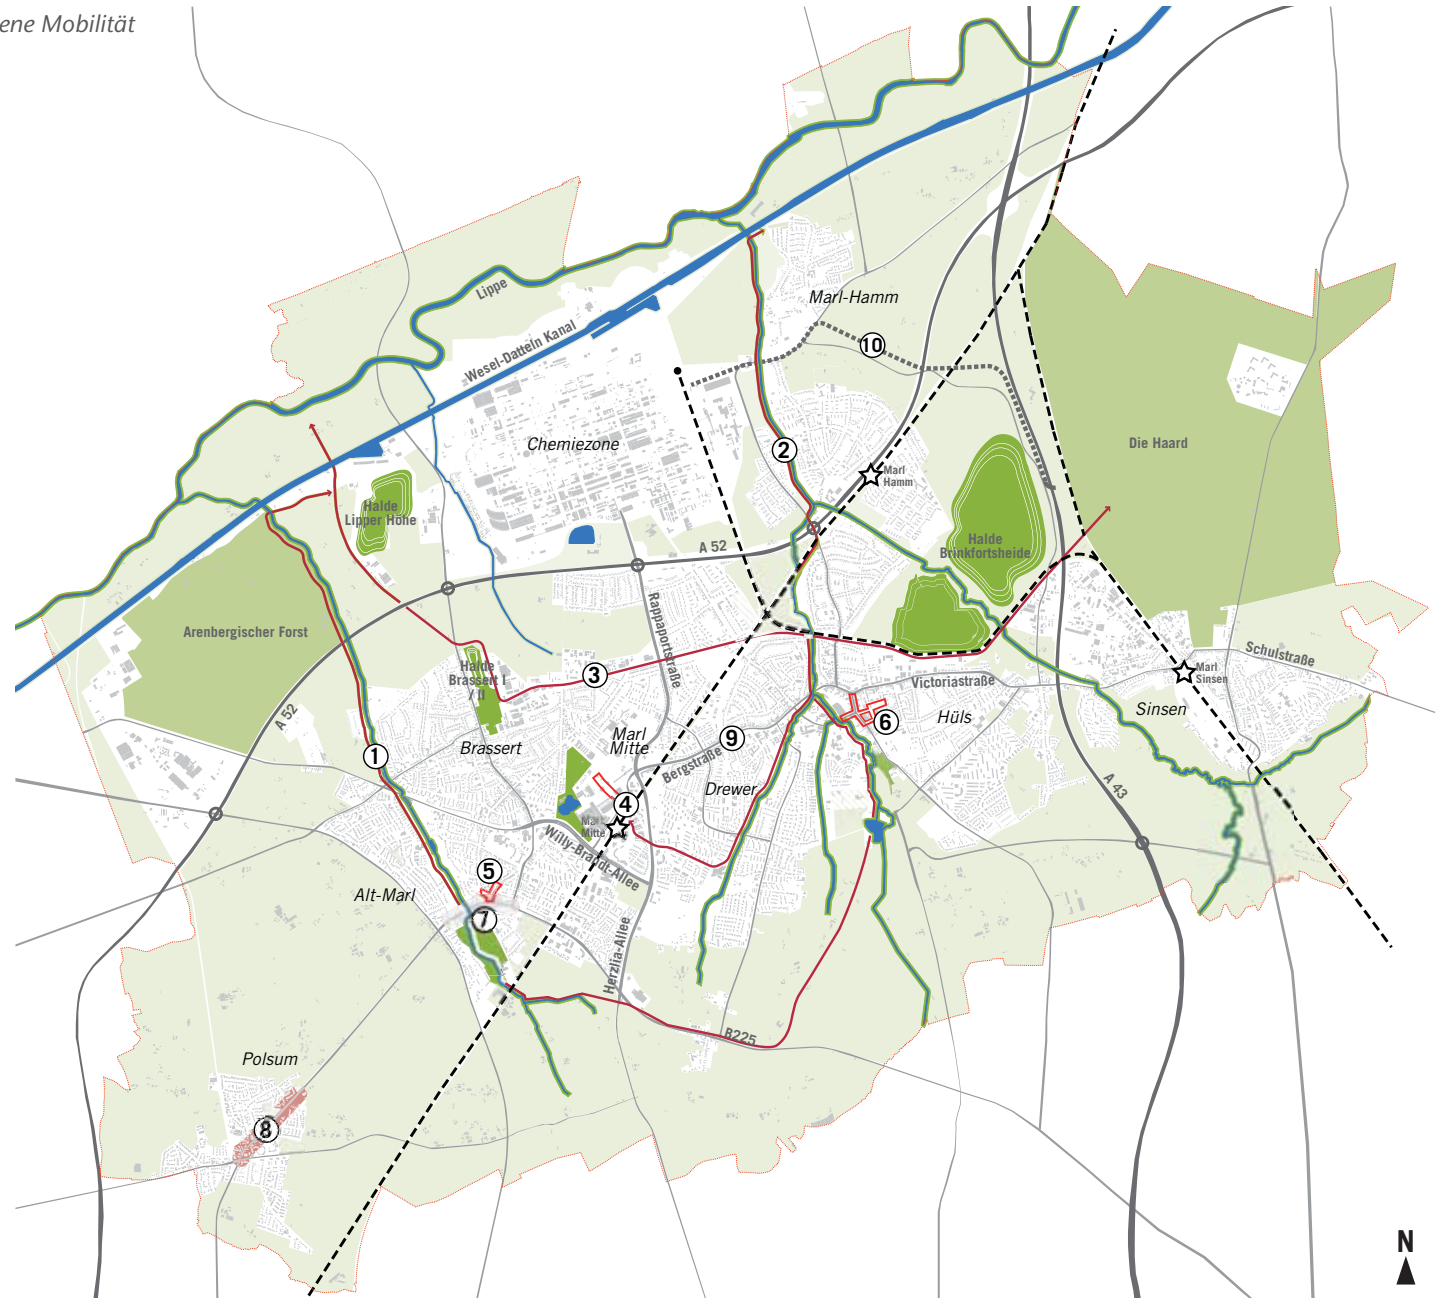 ene Mobilität
Lippe
Wesel-Datteln Kanal
Marl-Hamm
10
Chemiezone
2
Die Haard
Marl
Hamm
Halde
Lipper Höhe
Halde
Brinkfortsheide
A 52
Arenbergischer Forst
Rappaportstraße
Halde
Brassert I
/ II
3
Schulstraße
Marl
Sinsen
Victoriastraße
A 52
Sinsen
6
Hüls
1
Brassert
Marl
Mitte
9
Bergstraße
Drewer
A 43
4
Marl
Mitte
Willy-Brandt-Allee
5
Alt-Marl
7
Herzlia-Allee
B225
Polsum
8
N